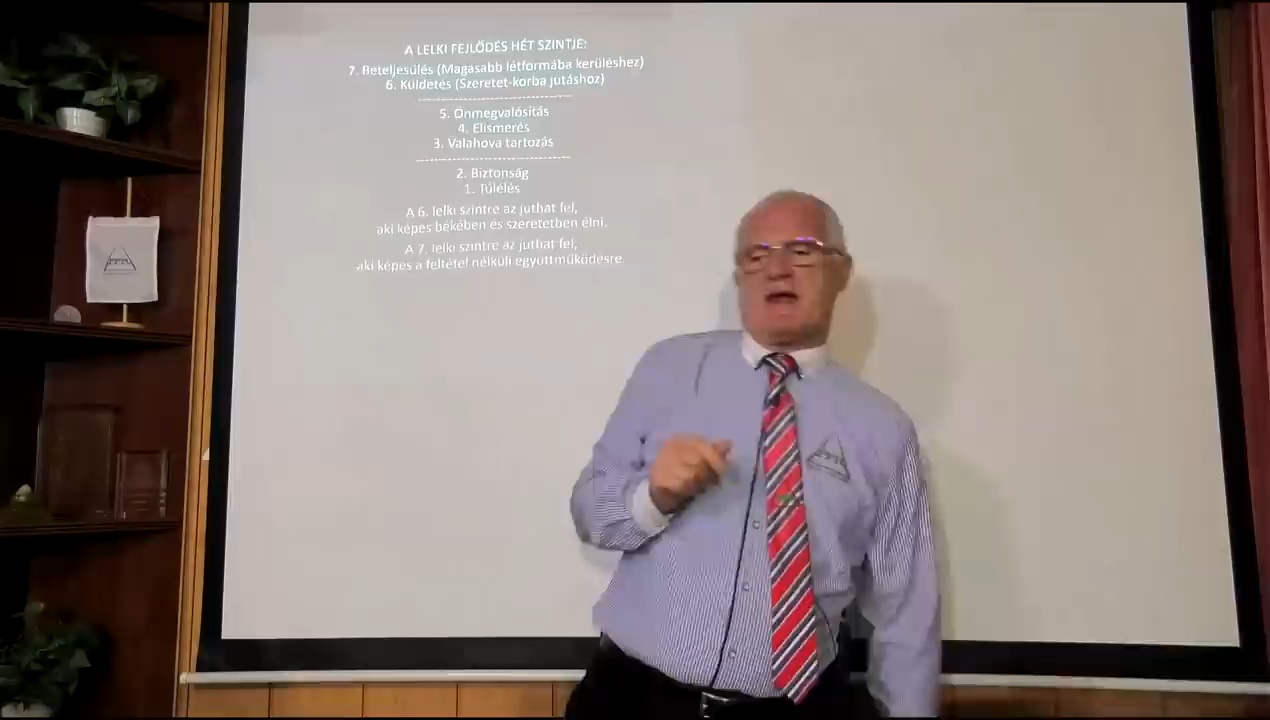 A LELKI FEJLŐDÉS HÉT SZINTJE:
7. Beteljesülés (Magasabb létformába kerüléshez)
6. Küldetés (Szeretet-korba jutáshoz)
5. Önmegvalósítás
4. Elismerés
3. Valahova tartozás
2. Biztonság
1. Túlélés
A 6. lelki szintre az juthat fel,
aki képes békében és szeretetben élni.
A 7. lelki szintre az juthat fel,
aki képes a feltétel nélküli együttműködésre.